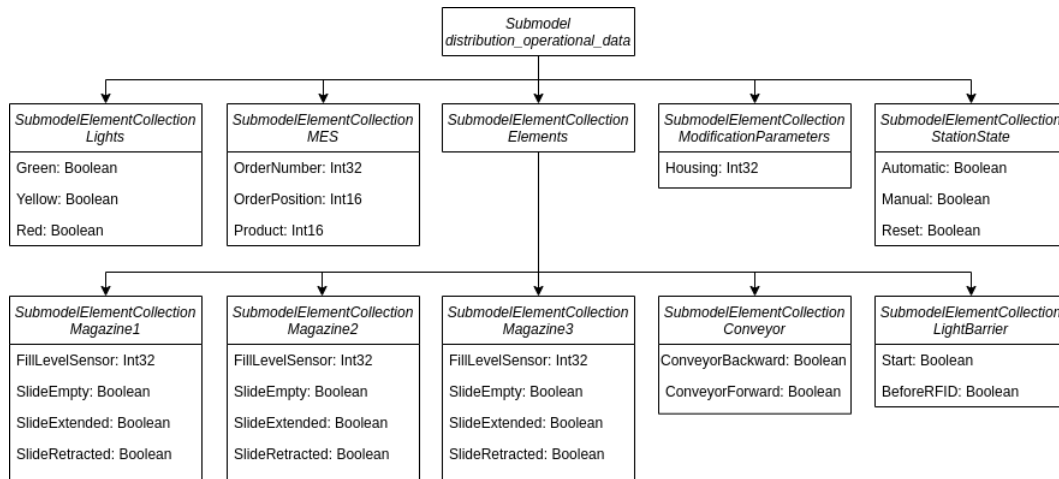 Submodel
distribution_operational_data
SubmodelElementCollection
Lights
Green: Boolean
Yellow: Boolean
Red: Boolean
SubmodelElementCollection
MES
OrderNumber: Int32
OrderPosition: Int16
Product: Int16
SubmodelElementCollection
Elements
SubmodelElementCollection
ModificationParameters
Housing: Int32
SubmodelElementCollection
StationState
Automatic: Boolean
Manual: Boolean
Reset: Boolean
SubmodelElementCollection
Magazine1
FillLevelSensor: Int32
SlideEmpty: Boolean
SlideExtended: Boolean
SlideRetracted: Boolean
SubmodelElementCollection
Magazine2
FillLevelSensor: Int32
SlideEmpty: Boolean
SlideExtended: Boolean
SlideRetracted: Boolean
SubmodelElementCollection
Magazine3
FillLevelSensor: Int32
SlideEmpty: Boolean
SlideExtended: Boolean
SlideRetracted: Boolean
SubmodelElementCollection
Conveyor
ConveyorBackward: Boolean
ConveyorForward: Boolean
SubmodelElementCollection
LightBarrier
Start: Boolean
BeforeRFID: Boolean